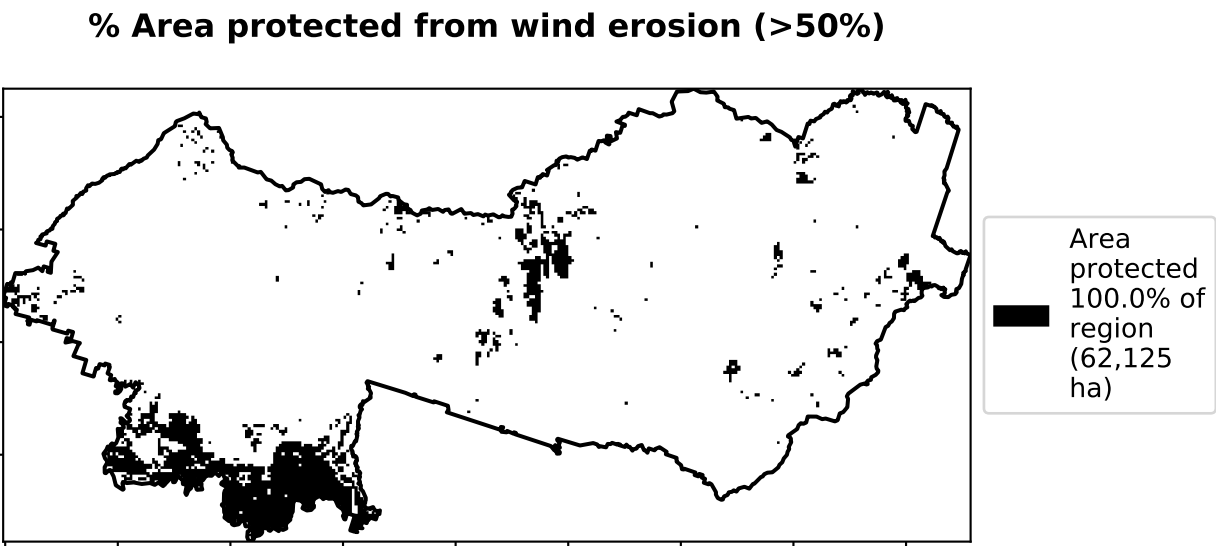 % Area protected from wind erosion (>50%)
Area
protected
100.0% of
region
(62,125
ha)